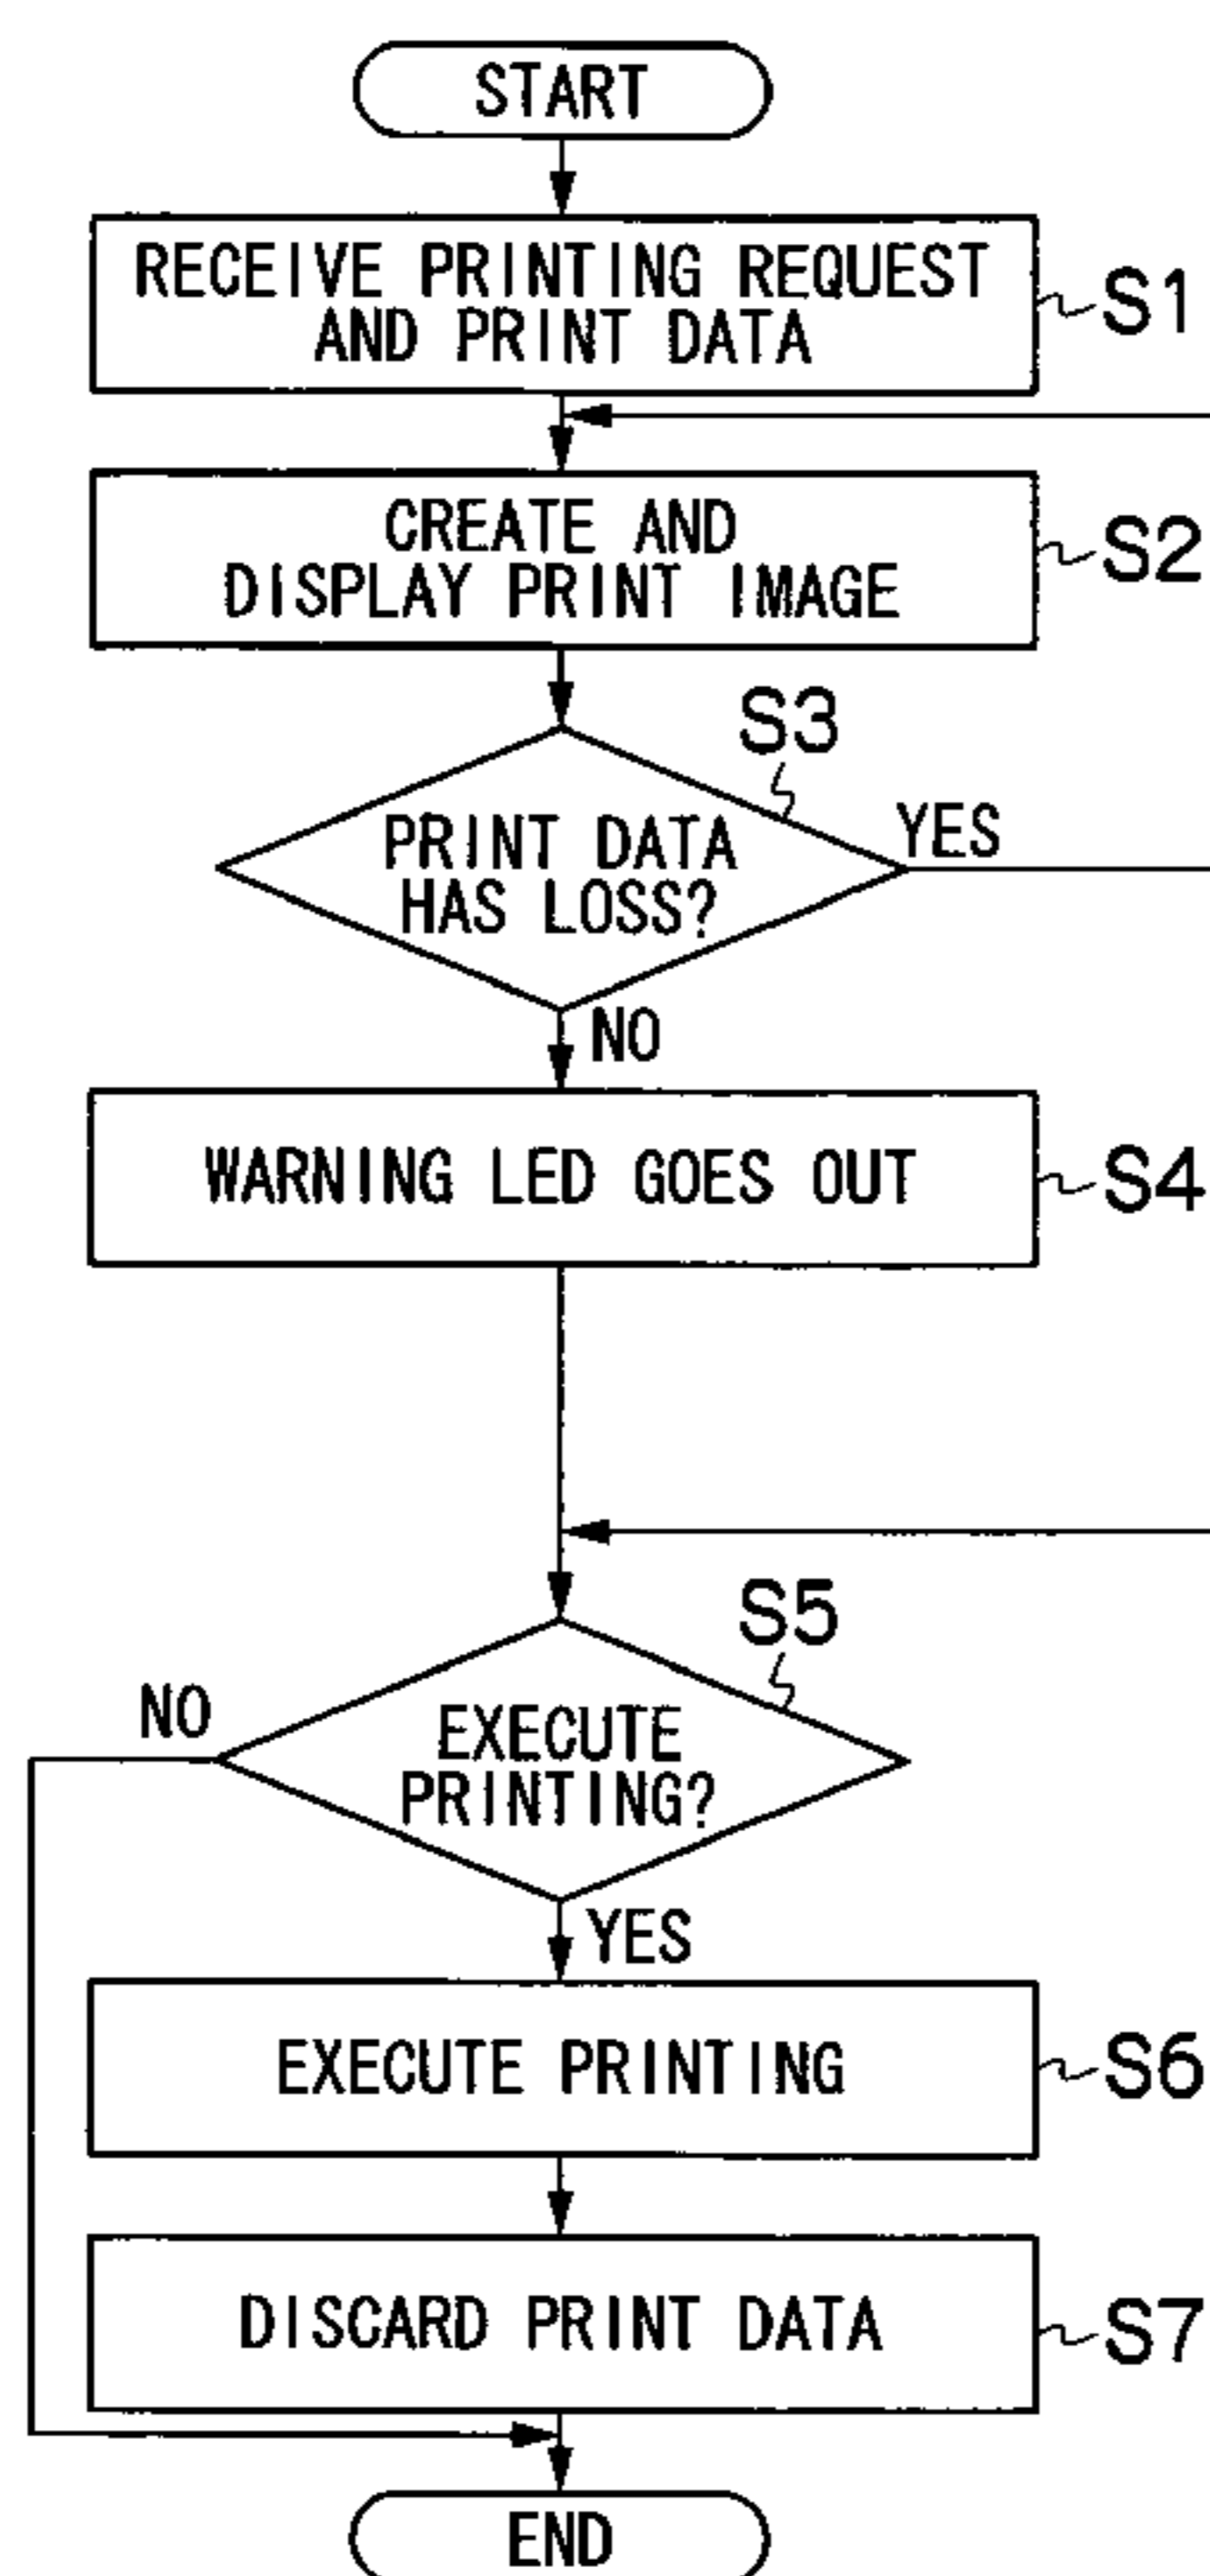 START
RECEIVE PRINTING REQUEST
AND PRINT DATA
S1
CREATE AND
DISPLAY PRINT IMAGE
S2
S3
PRINT DATA
HAS LOSS?
YES
NO
WARNING LED GOES OUT
S4
S5
NO
EXECUTE
PRINTING?
YES
EXECUTE PRINTING
S6
DISCARD PRINT DATA
S7
END